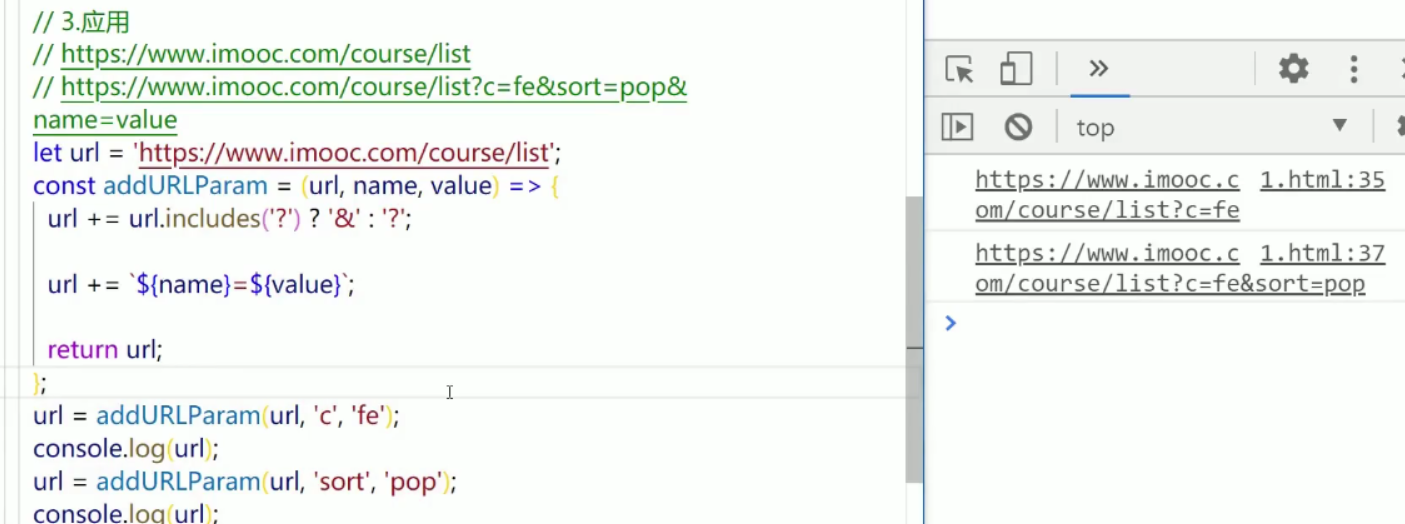 // 3.应用
// https://www.imooc.com/course/list
// https://www.imooc.com/course/list?c=fe&sort=pop&
name=value
let url = 'https://www.imooc.com/course/list';
const addURLParam = (url, name, value) => {
url += url.includes('?') ? '&' : '?';
url += `${name}=${value}`;
return url;
};
url = addURLParam(url, 'c', 'fe');
console.log(url);
url = addURLParam(url, 'sort', 'pop');
console.log(url);
top
https://www.imooc.c 1.html:35
om/course/list?c=fe
https://www.imooc.c 1.html:37
om/course/list?c=fe&sort=pop